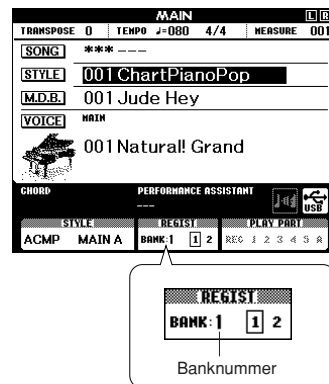 MAIN L R
TRANSPOSE 0 TEMPO ♩=080 4/4 MEASURE 001
SONG *** ---
STYLE 001 ChartPianoPop
M.D.B. 001 Jude Hey
VOICE MAIN
001 Natural! Grand
CHORD PERFORMANCE ASSISTANT
---
USB
STYLE REGIST PLAY PART
ACMP MAIN A BANK:1 1 2 REC 1 2 3 4 5 A
REGIST
BANK:1 1 2
Banknummer